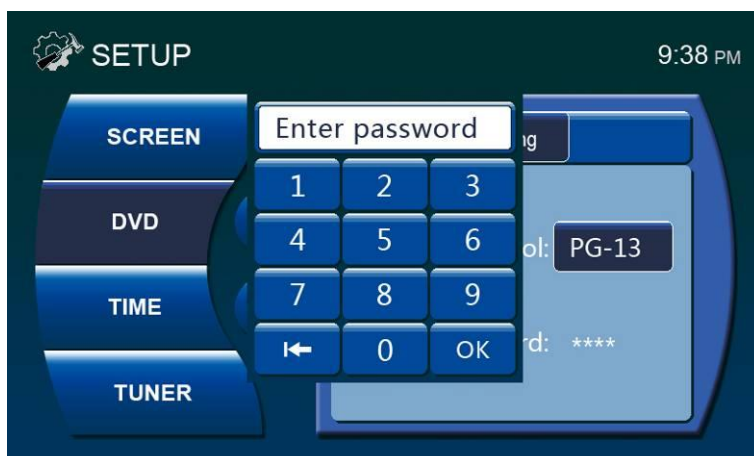 SETUP
9:38 PM
SCREEN
DVD
TIME
TUNER
Enter password
1 2 3
4 5 6
7 8 9
0 OK
PG-13
****